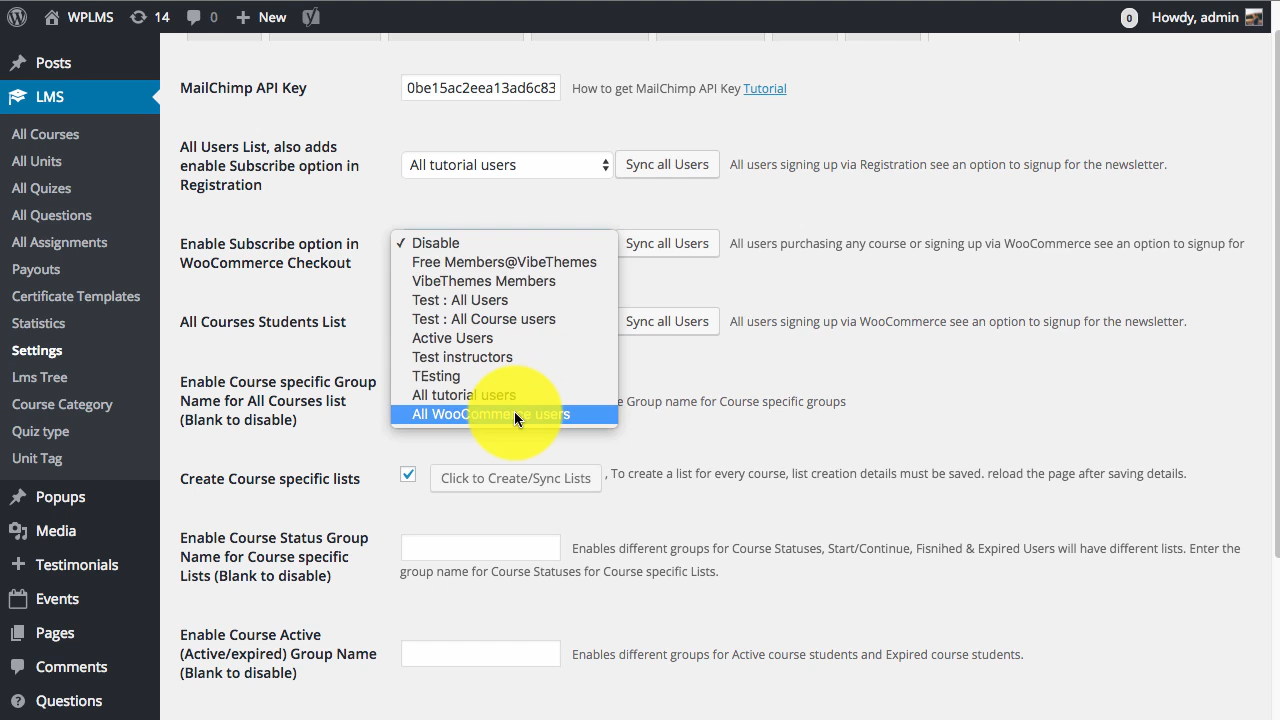 WPLMS 14 0 New 0 Howdy, admin
Posts
LMS
All Courses
All Units
All Quizes
All Questions
All Assignments
Payouts
Certificate Templates
Statistics
Settings
Lms Tree
Course Category
Quiz type
Unit Tag
Popups
Media
Testimonials
Events
Pages
Comments
Questions
MailChimp API Key
0be15ac2eea13ad6c83
How to get MailChimp API Key Tutorial
All Users List, also adds
enable Subscribe option in
Registration
All tutorial users
Sync all Users
All users signing up via Registration see an option to signup for the newsletter.
Enable Subscribe option in
WooCommerce Checkout
Disable
Free Members@VibeThemes
VibeThemes Members
Test : All Users
Test : All Course users
Active Users
Test instructors
TEsting
All tutorial users
All WooCommerce users
Sync all Users
All users purchasing any course or signing up via WooCommerce see an option to signup for
All Courses Students List
Sync all Users
All users signing up via WooCommerce see an option to signup for the newsletter.
Enable Course specific Group
Name for All Courses list
(Blank to disable)
Group name for Course specific groups
Create Course specific lists
Click to Create/Sync Lists
, To create a list for every course, list creation details must be saved. reload the page after saving details.
Enable Course Status Group
Name for Course specific
Lists (Blank to disable)
Enables different groups for Course Statuses, Start/Continue, Fisnihed & Expired Users will have different lists. Enter the
group name for Course Statuses for Course specific Lists.
Enable Course Active
(Active/expired) Group Name
(Blank to disable)
Enables different groups for Active course students and Expired course students.